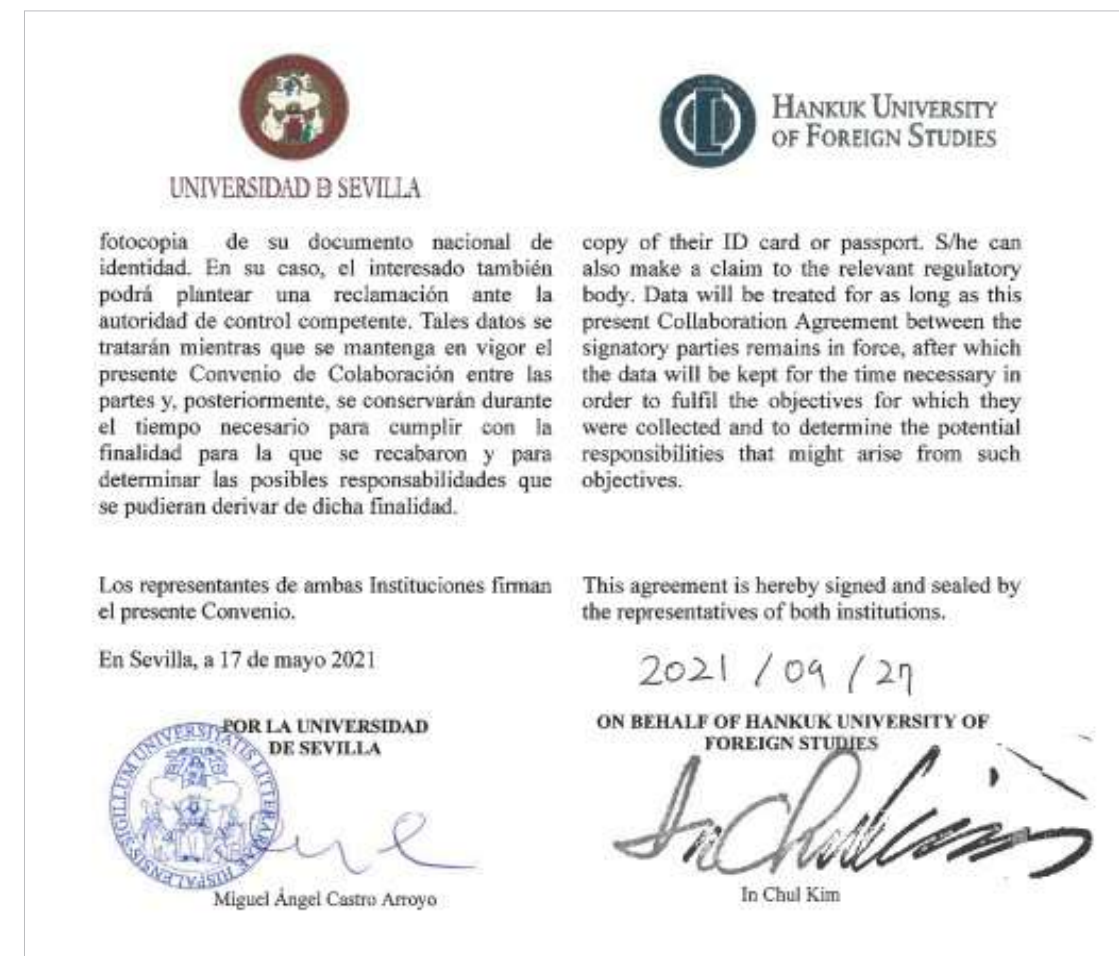 UNIVERSIDAD DE SEVILLA
HANKUK UNIVERSITY
OF FOREIGN STUDIES
fotocopia de su documento nacional de
identidad. En su caso, el interesado también
podrá plantear una reclamación ante la
autoridad de control competente. Tales datos se
tratarán mientras que se mantenga en vigor el
presente Convenio de Colaboración entre las
partes y, posteriormente, se conservarán durante
el tiempo necesario para cumplir con la
finalidad para la que se recabaron y para
determinar las posibles responsabilidades que
se pudieran derivar de dicha finalidad.
Los representantes de ambas Instituciones firman
el presente Convenio.
En Sevilla, a 17 de mayo 2021
POR LA UNIVERSIDAD
DE SEVILLA
SIGILLUM UNIVERSITATIS LITTERARIAE HISPALENSIS
Miguel Ángel Castro Arroyo
copy of their ID card or passport. S/he can
also make a claim to the relevant regulatory
body. Data will be treated for as long as this
present Collaboration Agreement between the
signatory parties remains in force, after which
the data will be kept for the time necessary in
order to fulfil the objectives for which they
were collected and to determine the potential
responsibilities that might arise from such
objectives.
This agreement is hereby signed and sealed by
the representatives of both institutions.
2021 / 09 / 27
ON BEHALF OF HANKUK UNIVERSITY OF
FOREIGN STUDIES
In Chul Kim
In Chul Kim